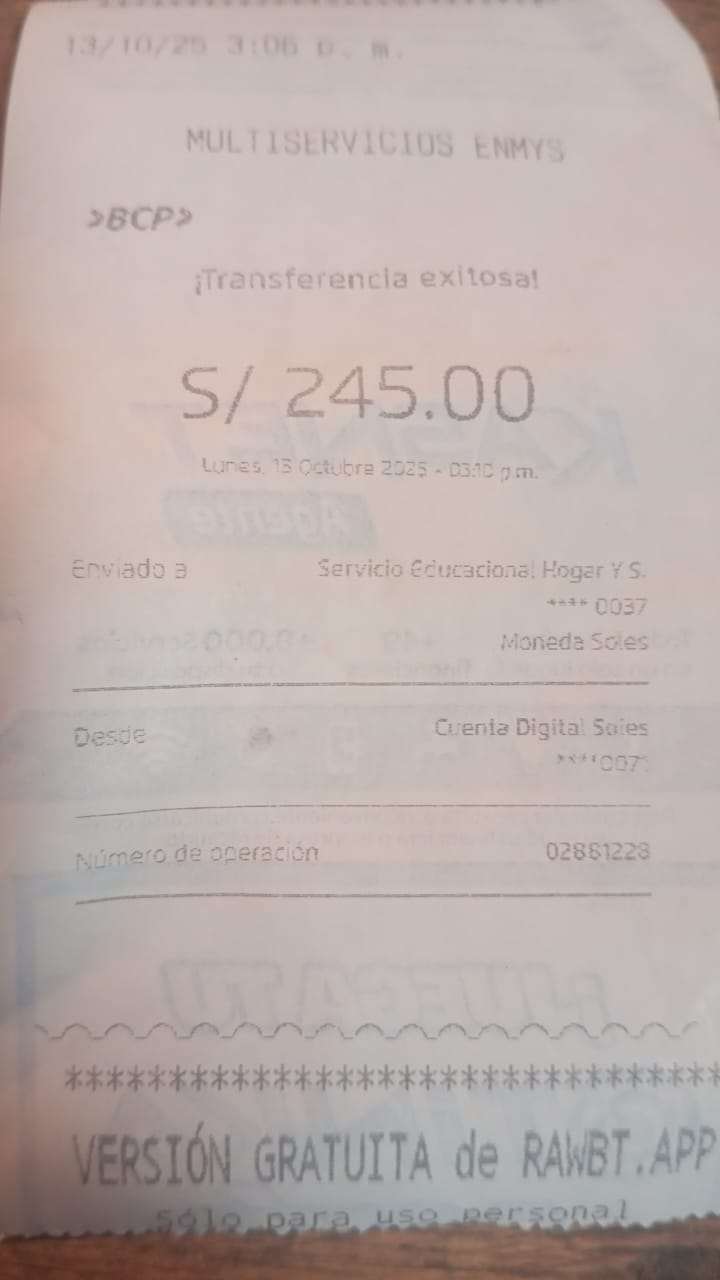 13/10/25 3:06 p. m.
MULTISERVICIOS ENMYS
»BCP»
¡Transferencia exitosa!
S/ 245.00
Lunes, 13 Octubre 2025 - 03:10 p.m.
Enviado a Servicio Educacional Hogar Y S.
**** 0037
Moneda Soles
Desde Cuenta Digital Soles
Número de operación 02881228
*******************************
VERSIÓN GRATUITA de RAWBT.APP
Sólo para uso personal
KASNET
Agente